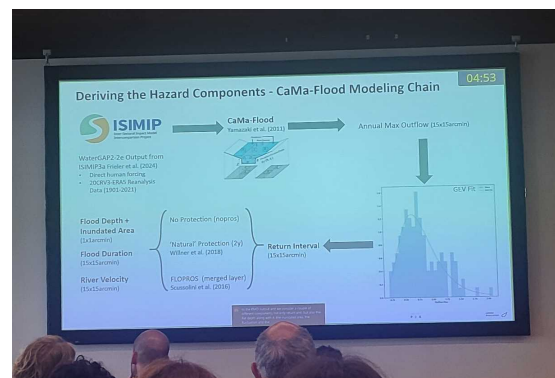 04:53
Deriving the Hazard Components - CaMa-Flood Modeling Chain
ISIMIP
CaMa-Flood
Yamazaki et al. (2011)
Annual Max Outflow (15x15arcmin)
WaterGAP2-2e Output from
ISIMIP3a Frieler et al. (2024)
• Direct human forcing
• 20CRV3-ERA5 Reanalysis
Data (1901-2021)
GEV Fit
Flood Depth +
Inundated Area
(1x1arcmin)
Flood Duration
(15x15arcmin)
River Velocity
(15x15arcmin)
No Protection (nopros)
'Natural' Protection (2y)
Willner et al. (2018)
FLOPROS (merged layer)
Scussolini et al. (2016)
Return Interval
(15x15arcmin)